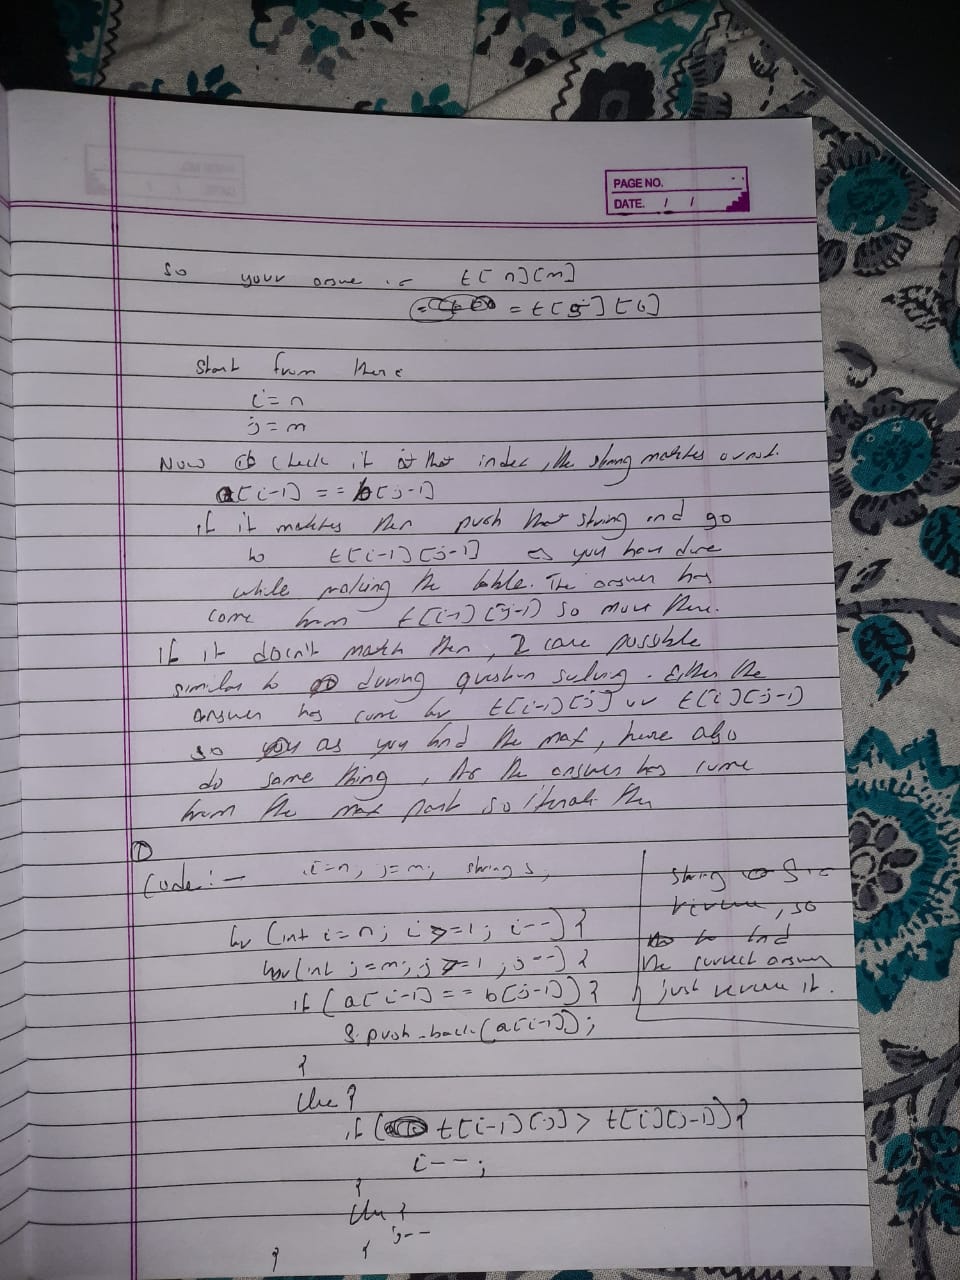 PAGE NO.
DATE. / /
So your t[n][m]
= t[5][6]
Start from there
i=n
j=m
Now check if at that index, the string matches or not.
a[i-1] == b[j-1]
if it matches then push that string and go
to t[i-1][j-1] as you have done
while making the table. The answer has
come from t[i-1][j-1] so move there.
If it doesn't match then, 2 case possible
similar to during question solving. Either the
answer has come by t[i-1][j] or t[i][j-1]
so as you find the max, here also
do same thing, As the answer has come
from the max part so iterate
①
Code:- i=n, j=m; string s;
for (int i=n; i>=1; i--) {
for (int j=m; j>=1; j--) {
if (a[i-1] == b[j-1]) {
s.push_back(a[i-1]);
}
else {
if ( t[i-1][j] > t[i][j-1]) {
i--;
}
else {
j--
} }
string s is
reverse, so
to find
the correct answer
just reverse it.